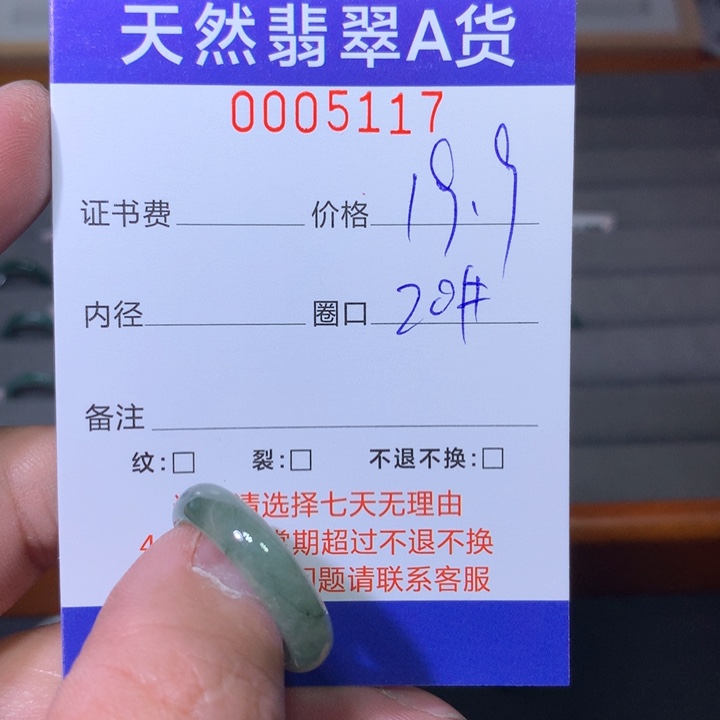 天然翡翠A货
0005117
证书费 价格 19.9
内径 圈口 20#
备注
纹:□ 裂:□ 不退不换:□
请选择七天无理由
4 期超过不退不换
题请联系客服